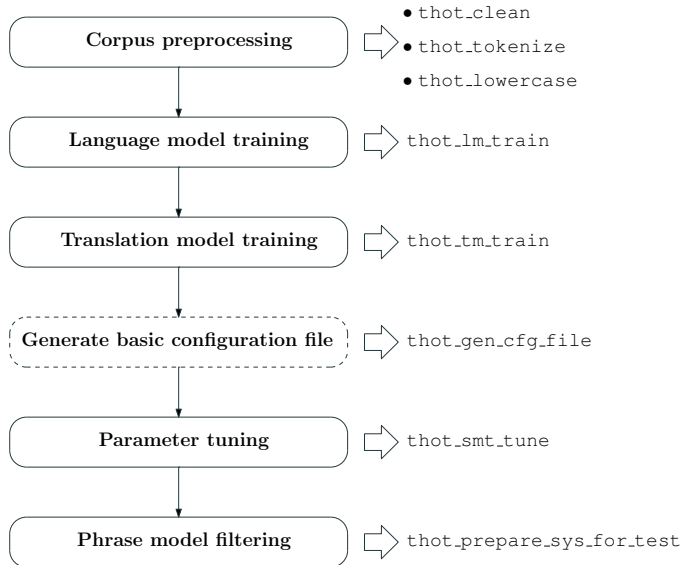 • thot_clean
Corpus preprocessing
• thot_tokenize
• thot_lowercase
Language model training
thot_lm_train
Translation model training
thot_tm_train
Generate basic configuration file
thot_gen_cfg_file
Parameter tuning
thot_smt_tune
Phrase model filtering
thot_prepare_sys_for_test